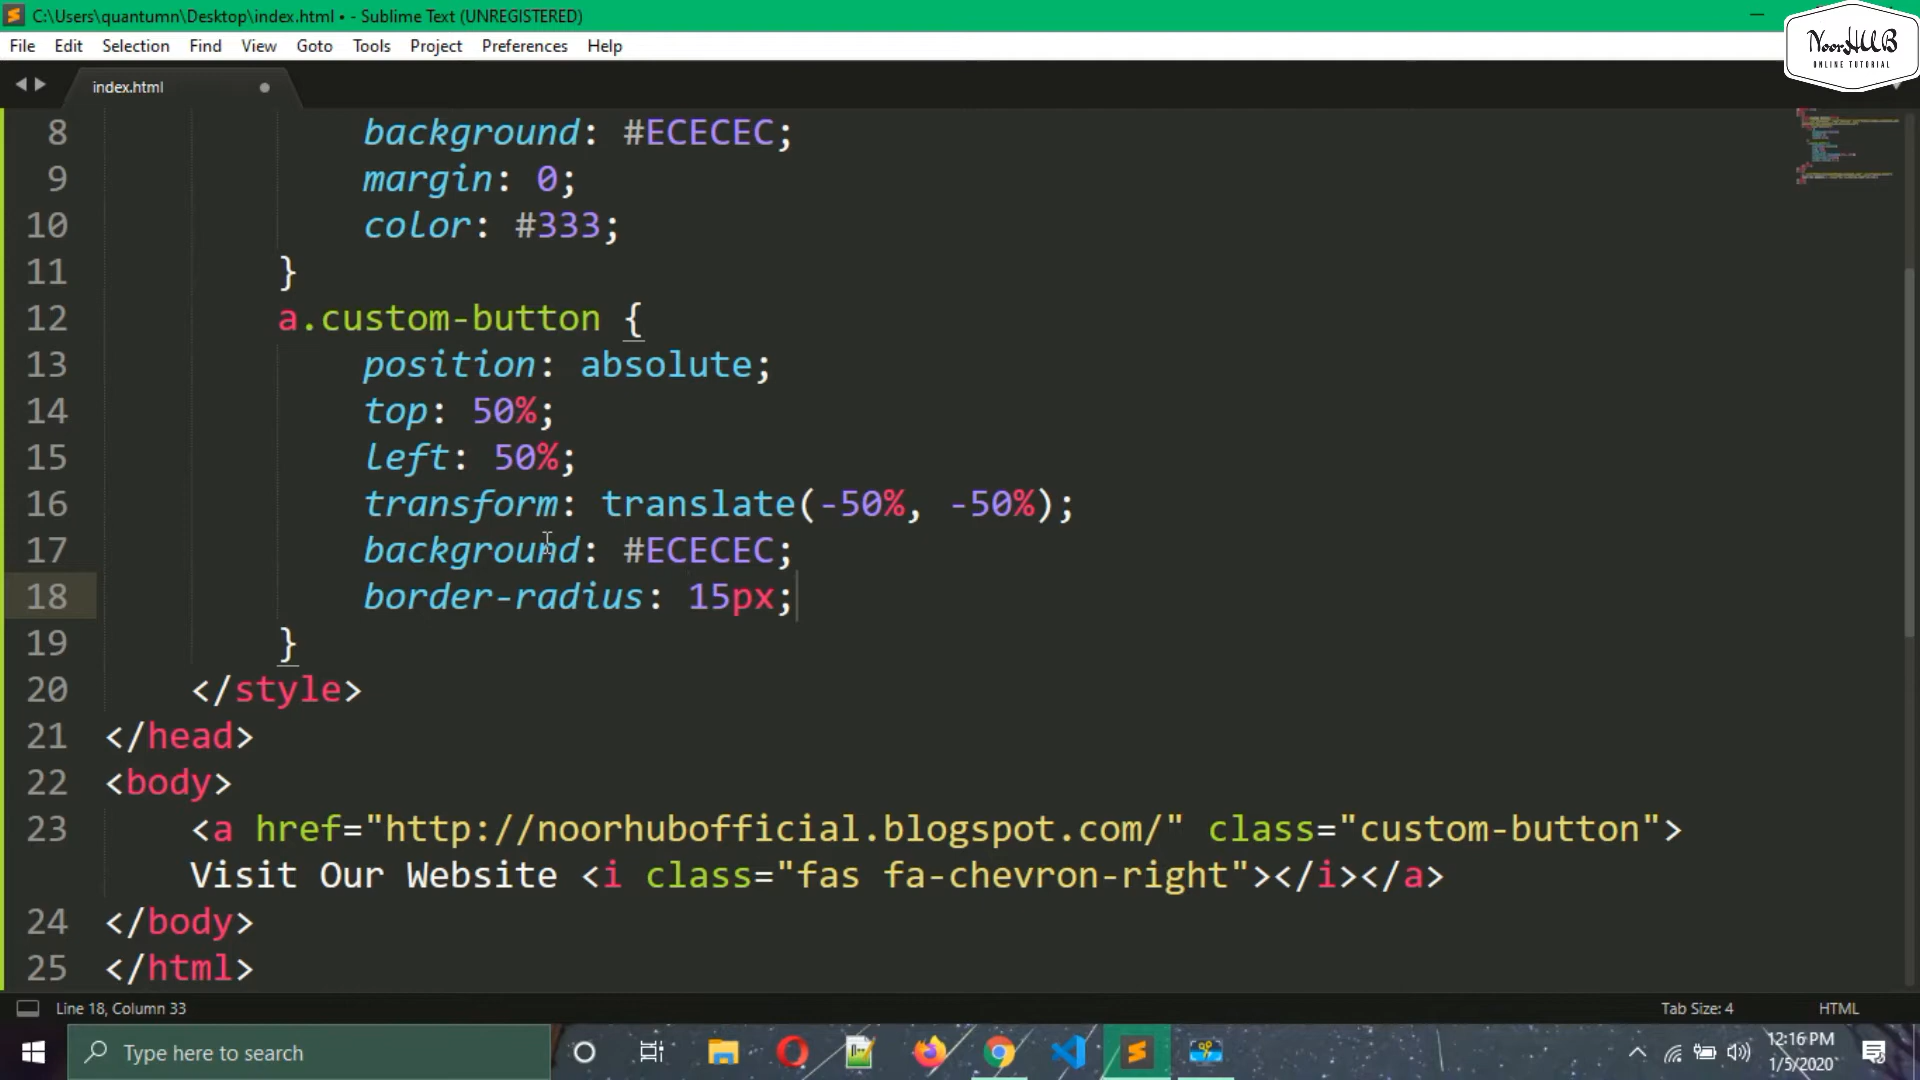 C:\Users\quantumn\Desktop\index.html • - Sublime Text (UNREGISTERED)
NoorHUB
ONLINE TUTORIAL
File Edit Selection Find View Goto Tools Project Preferences Help
index.html
8 background: #ECECEC;
9 margin: 0;
10 color: #333;
11 }
12 a.custom-button {
13 position: absolute;
14 top: 50%;
15 left: 50%;
16 transform: translate(-50%, -50%);
17 background: #ECECEC;
18 border-radius: 15px;
19 }
20 </style>
21 </head>
22 <body>
23 <a href="http://noorhubofficial.blogspot.com/" class="custom-button">
Visit Our Website <i class="fas fa-chevron-right"></i></a>
24 </body>
25 </html>
Line 18, Column 33
Tab Size: 4
HTML
Type here to search
12:16 PM
1/5/2020